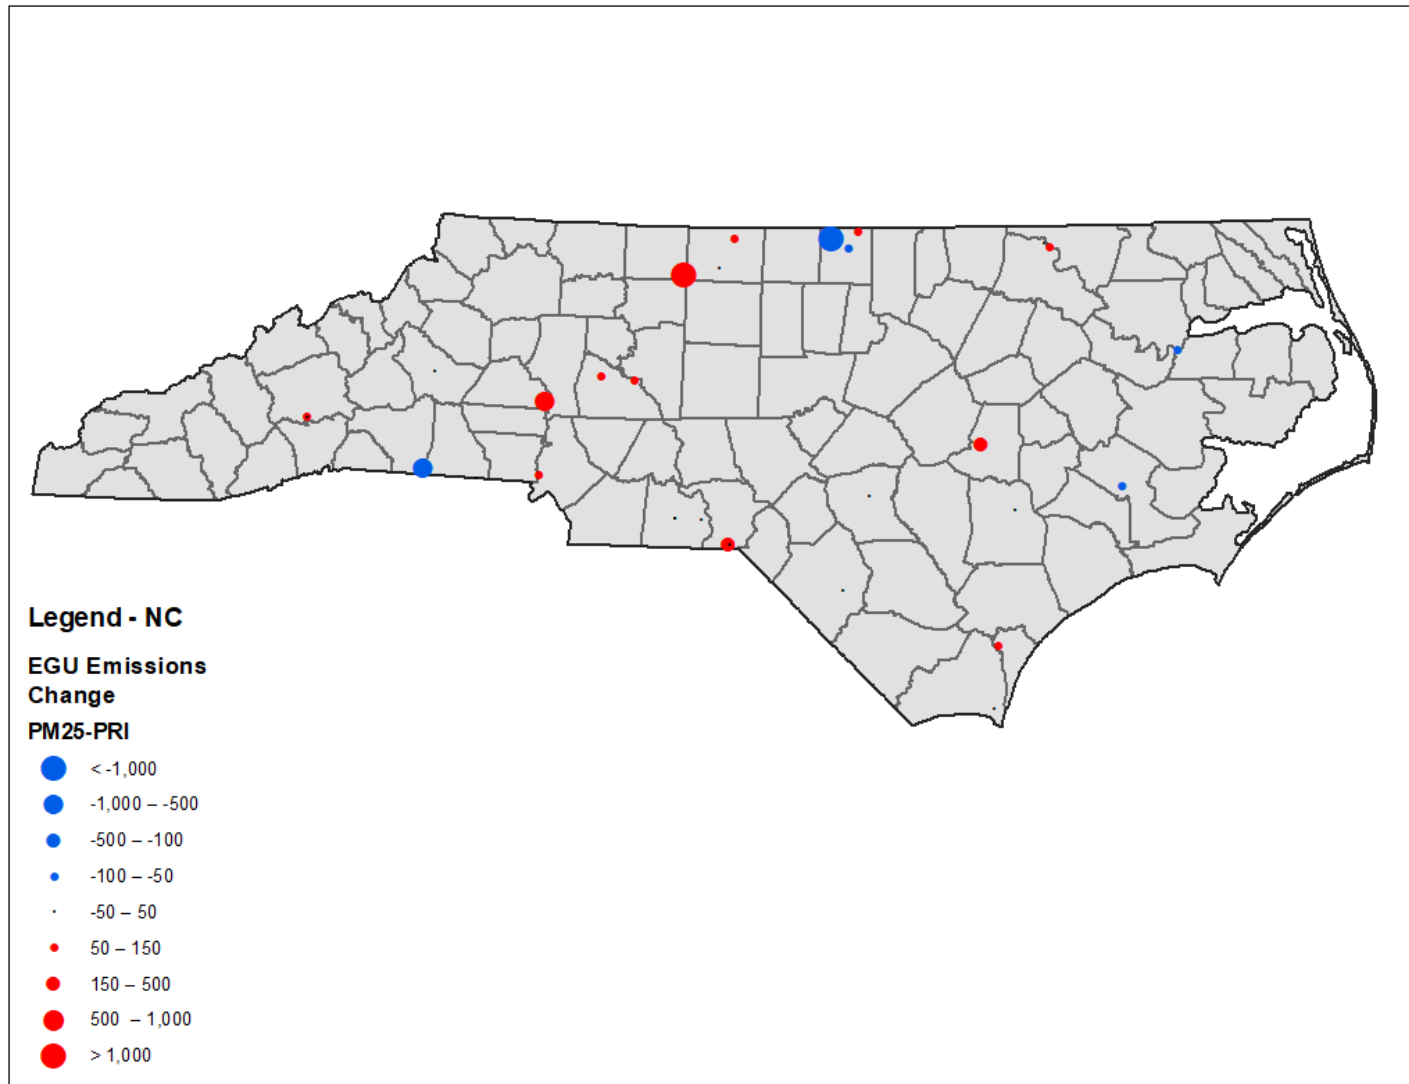 Legend - NC
EGU Emissions
Change
PM25-PRI
< -1,000
-1,000 – -500
-500 – -100
-100 – -50
-50 – 50
50 – 150
150 – 500
500 – 1,000
> 1,000